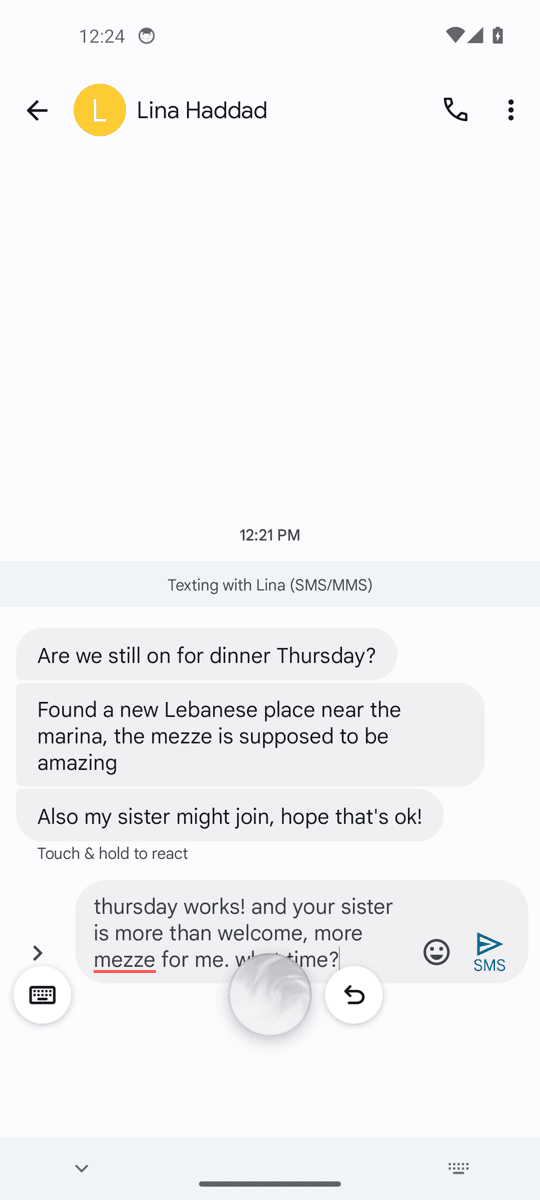 12:24
L
Lina Haddad
12:21 PM
Texting with Lina (SMS/MMS)
Are we still on for dinner Thursday?
Found a new Lebanese place near the
marina, the mezze is supposed to be
amazing
Also my sister might join, hope that's ok!
Touch & hold to react
thursday works! and your sister
is more than welcome, more
mezze for me. what time?
SMS